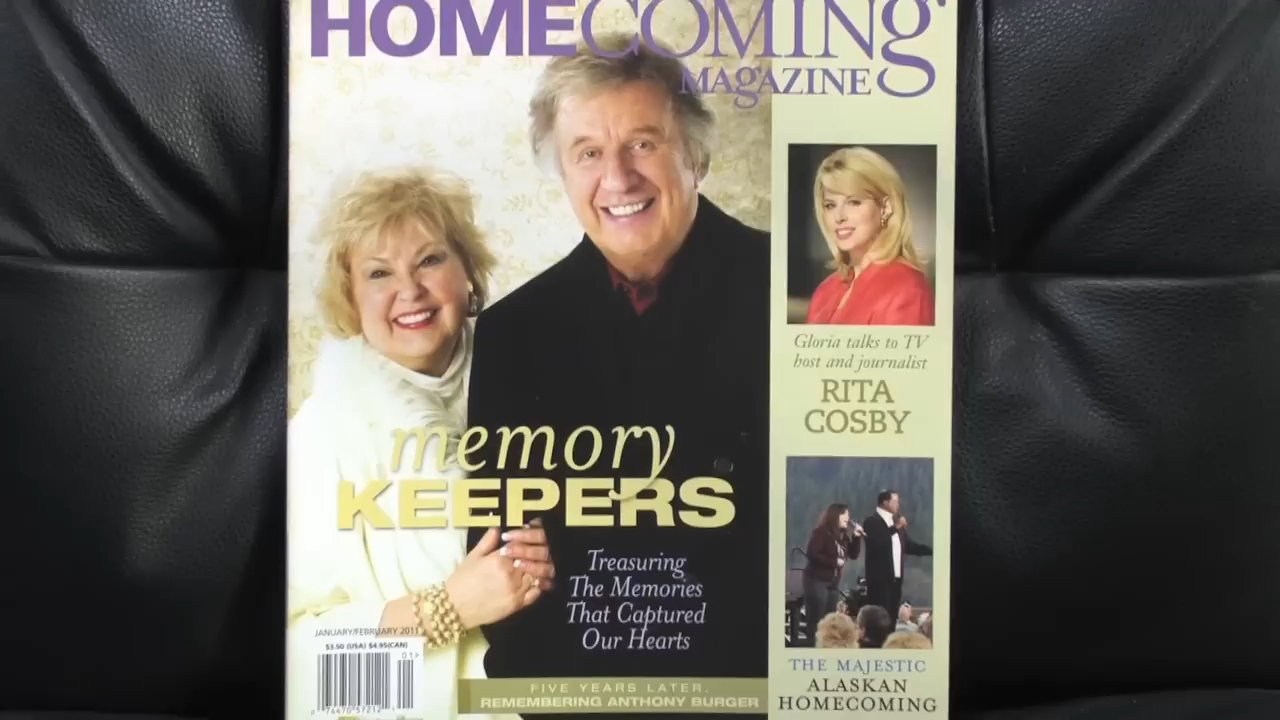 HOMECOMING
MAGAZINE
Gloria talks to TV
host and journalist
RITA
COSBY
memory
KEEPERS
Treasuring
The Memories
That Captured
Our Hearts
JANUARY/FEBRUARY 2011
$3.50 (USA) $4.95(CAN)
01>
FIVE YEARS LATER,
REMEMBERING ANTHONY BURGER
THE MAJESTIC
ALASKAN
HOMECOMING